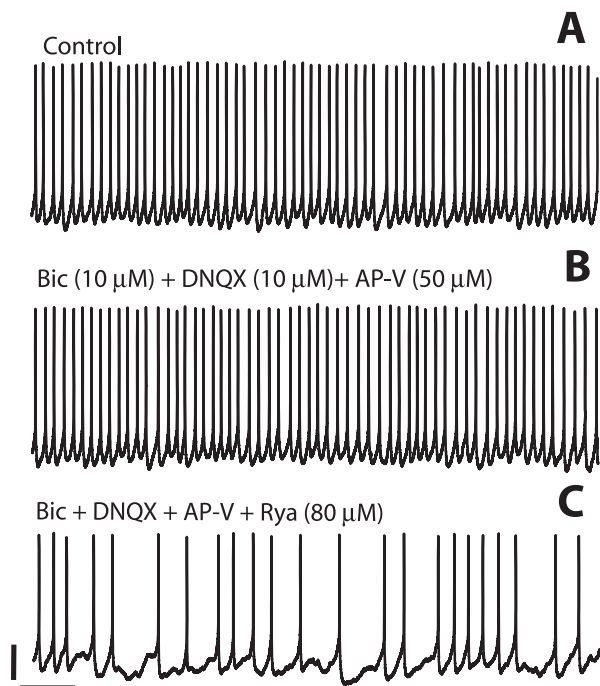 A
Control
B
Bic (10 μM) + DNQX (10 μM)+ AP-V (50 μM)
C
Bic + DNQX + AP-V + Rya (80 μM)